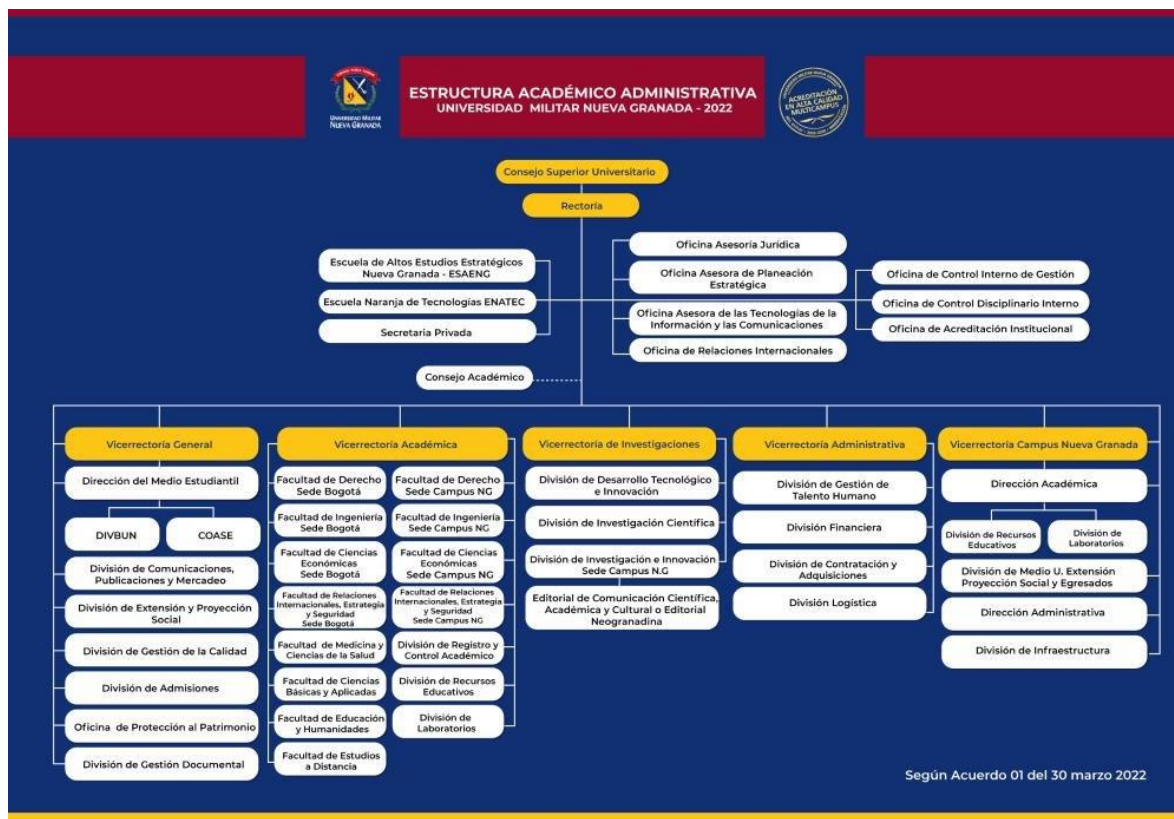 UNIVERSIDAD MILITAR
NUEVA GRANADA
ESTRUCTURA ACADÉMICO ADMINISTRATIVA
UNIVERSIDAD MILITAR NUEVA GRANADA - 2022
ACREDITACIÓN
EN ALTA CALIDAD
MULTICAMPUS
Consejo Superior Universitario
Rectoría
Escuela de Altos Estudios Estratégicos
Nueva Granada - ESAENG
Escuela Naranja de Tecnologías ENATEC
Secretaria Privada
Oficina Asesoría Jurídica
Oficina Asesora de Planeación
Estratégica
Oficina Asesora de las Tecnologías de la
Información y las Comunicaciones
Oficina de Relaciones Internacionales
Oficina de Control Interno de Gestión
Oficina de Control Disciplinario Interno
Oficina de Acreditación Institucional
Consejo Académico
Vicerrectoría General
Dirección del Medio Estudiantil
DIVBUN
COASE
División de Comunicaciones,
Publicaciones y Mercadeo
División de Extensión y Proyección
Social
División de Gestión de la Calidad
División de Admisiones
Oficina de Protección al Patrimonio
División de Gestión Documental
Vicerrectoría Académica
Facultad de Derecho
Sede Bogotá
Facultad de Ingeniería
Sede Bogotá
Facultad de Ciencias
Económicas
Sede Bogotá
Facultad de Relaciones
Internacionales, Estrategia
y Seguridad
Sede Bogotá
Facultad de Medicina y
Ciencias de la Salud
Facultad de Ciencias
Básicas y Aplicadas
Facultad de Educación
y Humanidades
Facultad de Estudios
a Distancia
Facultad de Derecho
Sede Campus NG
Facultad de Ingeniería
Sede Campus NG
Facultad de Ciencias
Económicas
Sede Campus NG
Facultad de Relaciones
Internacionales, Estrategia
y Seguridad
Sede Campus NG
División de Registro y
Control Académico
División de Recursos
Educativos
División de
Laboratorios
Vicerrectoría de Investigaciones
División de Desarrollo Tecnológico
e Innovación
División de Investigación Científica
División de Investigación e Innovación
Sede Campus N.G
Editorial de Comunicación Científica,
Académica y Cultural o Editorial
Neogranadina
Vicerrectoría Administrativa
División de Gestión de
Talento Humano
División Financiera
División de Contratación y
Adquisiciones
División Logística
Vicerrectoría Campus Nueva Granada
Dirección Académica
División de Recursos
Educativos
División de
Laboratorios
División de Medio U. Extensión
Proyección Social y Egresados
Dirección Administrativa
División de Infraestructura
Según Acuerdo 01 del 30 marzo 2022